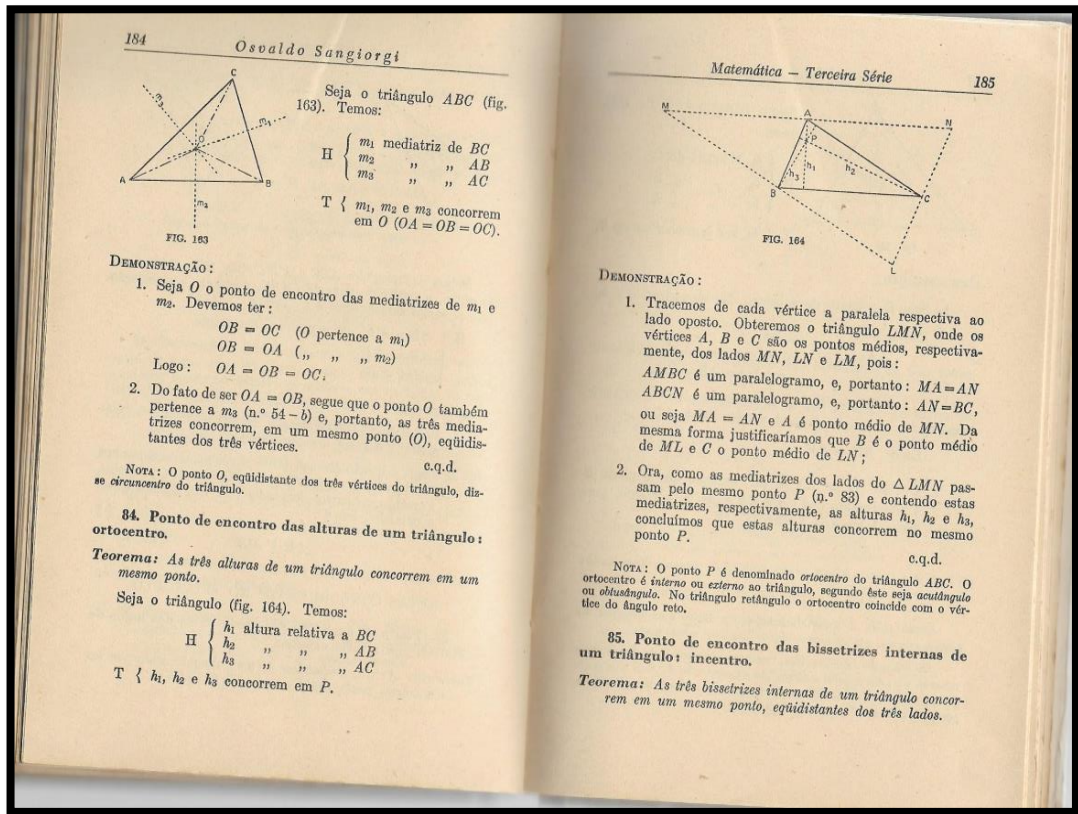 184
Osvaldo Sangiorgi
C
m3
m1
O
A
B
m2
FIG. 163
Seja o triângulo ABC (fig.
163). Temos:
H { m1 mediatriz de BC
m2 „ „ AB
m3 „ „ AC
T { m1, m2 e m3 concorrem
em O (OA = OB = OC).
DEMONSTRAÇÃO:
1. Seja O o ponto de encontro das mediatrizes de m1 e
m2. Devemos ter:
OB = OC (O pertence a m1)
OB = OA („ „ „ m2)
Logo: OA = OB = OC.
2. Do fato de ser OA = OB, segue que o ponto O também
pertence a m3 (n.º 54 – b) e, portanto, as três media-
trizes concorrem, em um mesmo ponto (O), eqüidis-
tantes dos três vértices.
c.q.d.
NOTA: O ponto O, eqüidistante dos três vértices do triângulo, diz-
se circuncentro do triângulo.
84. Ponto de encontro das alturas de um triângulo:
ortocentro.
Teorema: As três alturas de um triângulo concorrem em um
mesmo ponto.
Seja o triângulo (fig. 164). Temos:
H { h1 altura relativa a BC
h2 „ „ „ AB
h3 „ „ „ AC
T { h1, h2 e h3 concorrem em P.
Matemática — Terceira Série
185
M
A
N
P
h1
h2
h3
B
C
L
FIG. 164
DEMONSTRAÇÃO:
1. Tracemos de cada vértice a paralela respectiva ao
lado oposto. Obteremos o triângulo LMN, onde os
vértices A, B e C são os pontos médios, respectiva-
mente, dos lados MN, LN e LM, pois:
AMBC é um paralelogramo, e, portanto: MA=AN
ABCN é um paralelogramo, e, portanto: AN=BC,
ou seja MA = AN e A é ponto médio de MN. Da
mesma forma justificaríamos que B é o ponto médio
de ML e C o ponto médio de LN;
2. Ora, como as mediatrizes dos lados do △ LMN pas-
sam pelo mesmo ponto P (n.º 83) e contendo estas
mediatrizes, respectivamente, as alturas h1, h2 e h3,
concluímos que estas alturas concorrem no mesmo
ponto P.
c.q.d.
NOTA: O ponto P é denominado ortocentro do triângulo ABC. O
ortocentro é interno ou externo ao triângulo, segundo êste seja acutângulo
ou obtusângulo. No triângulo retângulo o ortocentro coincide com o vér-
tice do ângulo reto.
85. Ponto de encontro das bissetrizes internas de
um triângulo: incentro.
Teorema: As três bissetrizes internas de um triângulo concor-
rem em um mesmo ponto, eqüidistantes dos três lados.